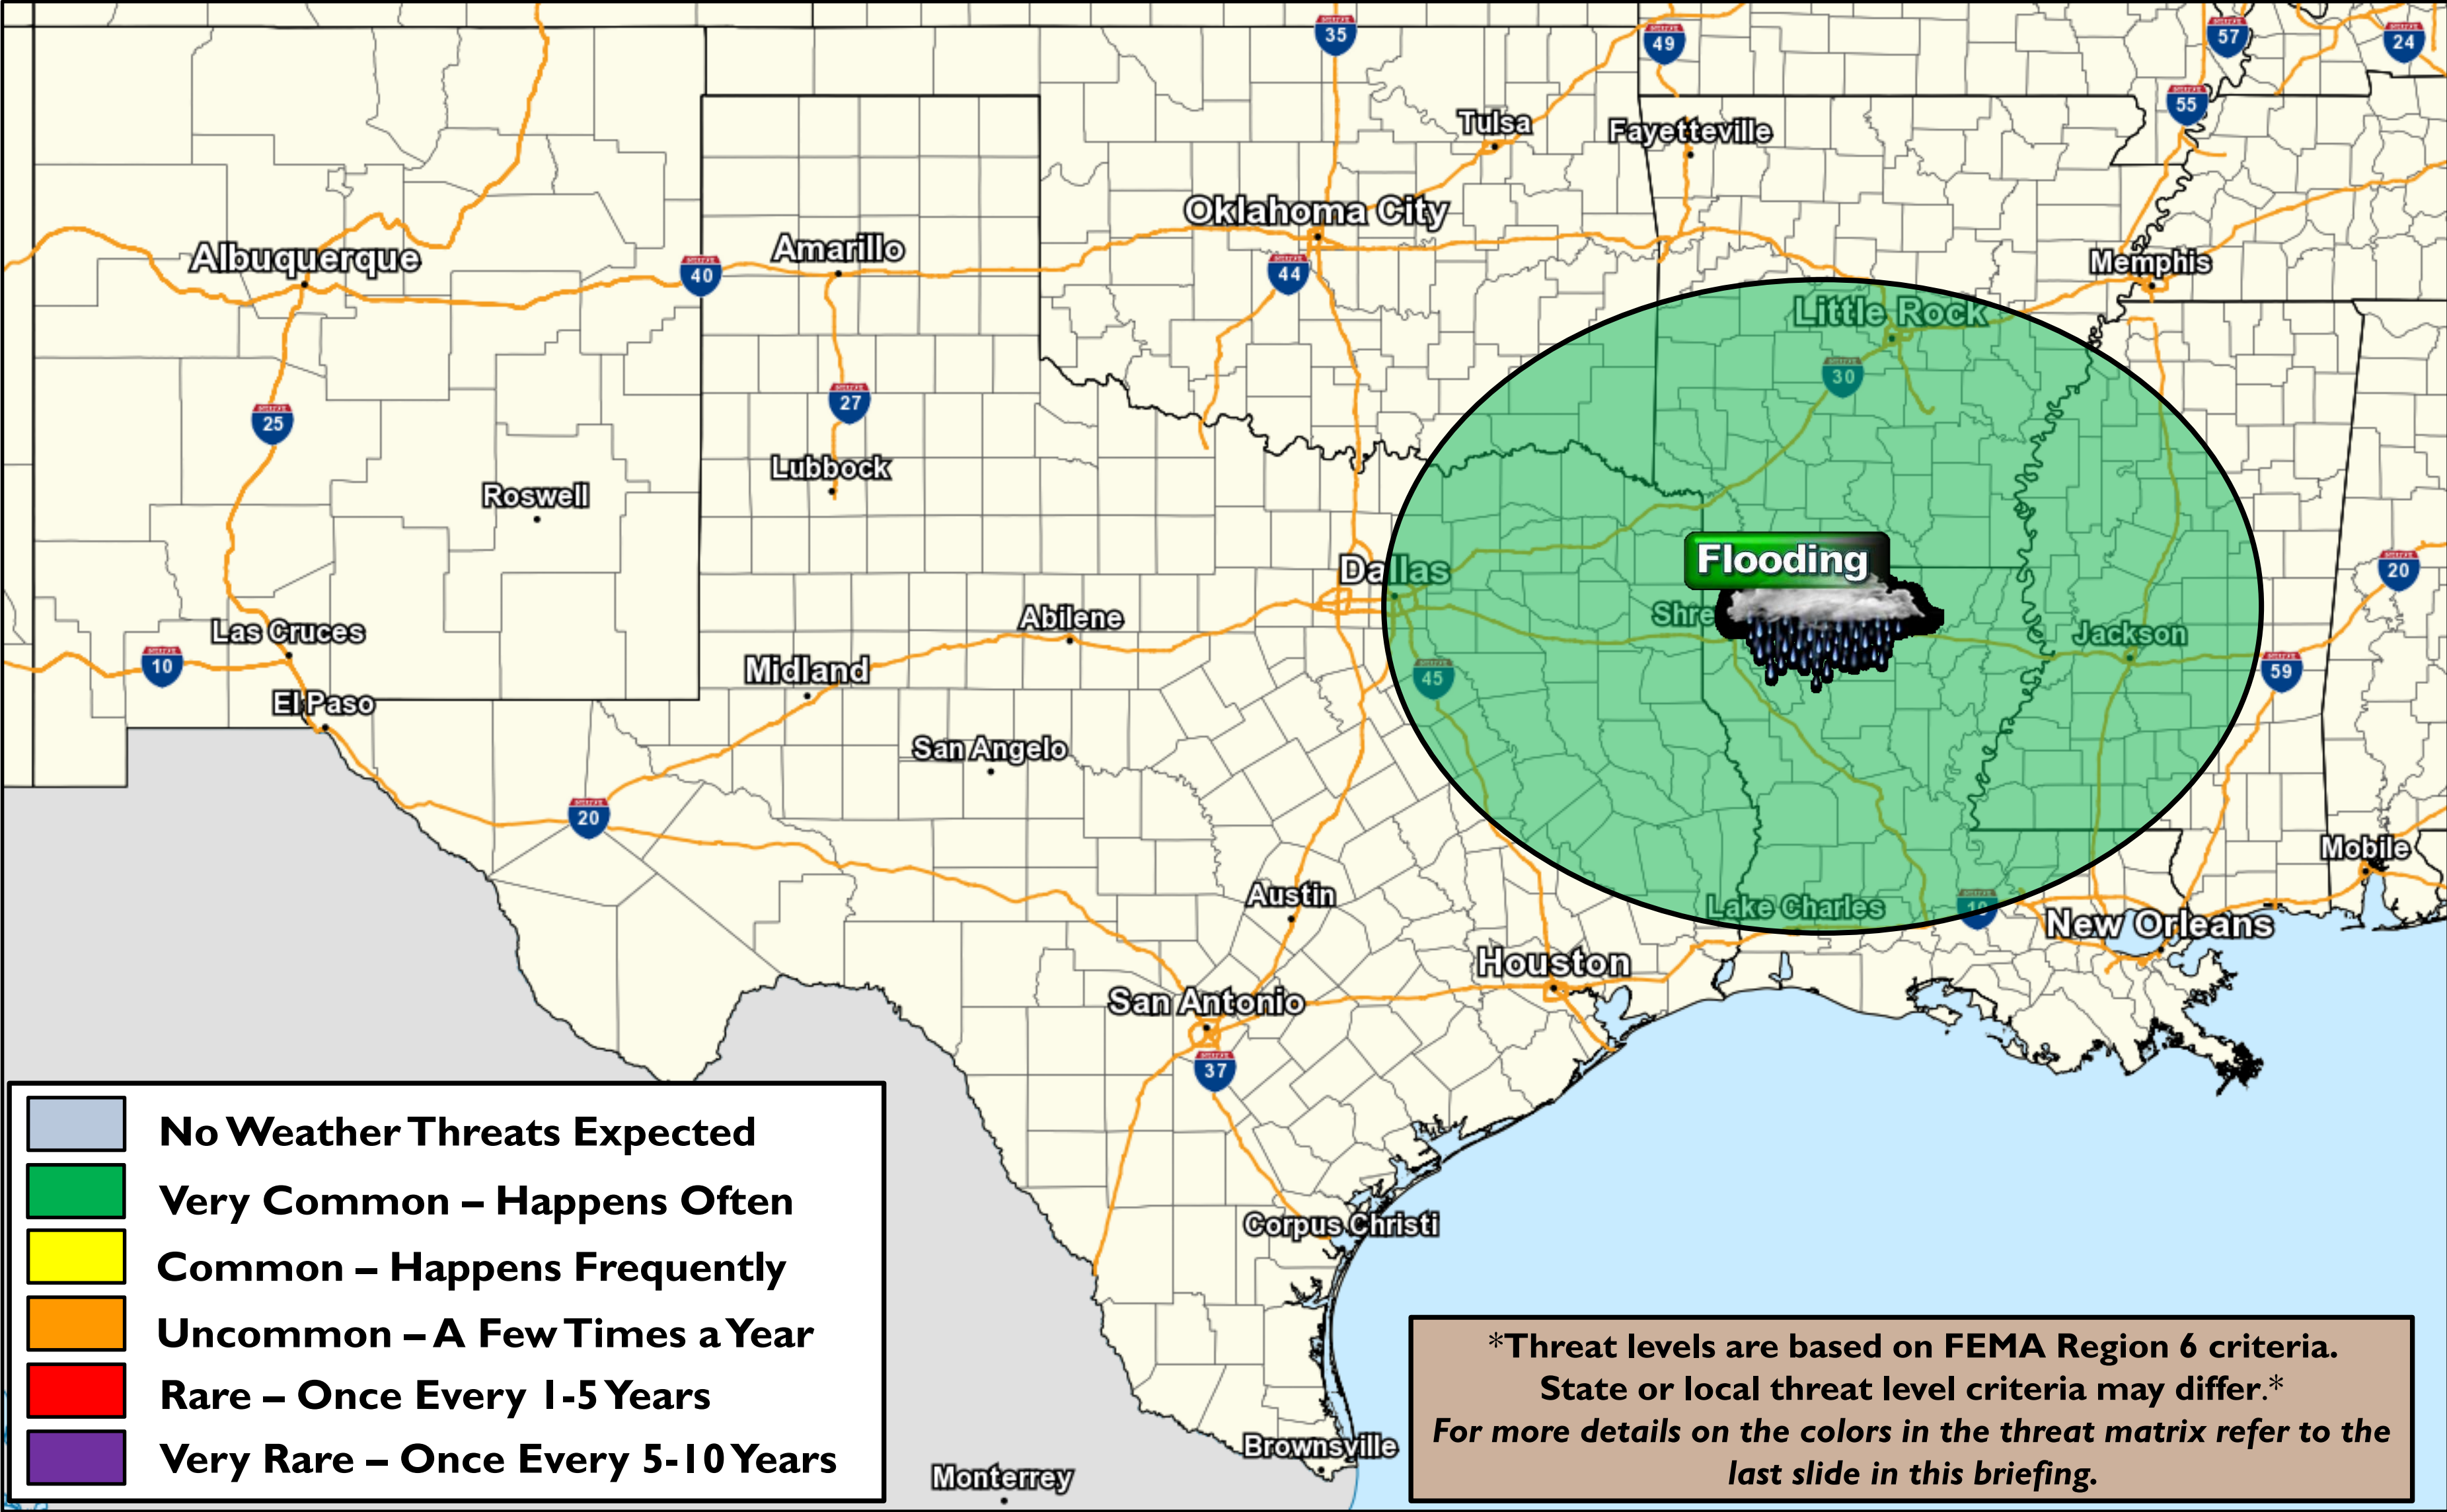 35
49
57
24
55
Tulsa
Fayetteville
Oklahoma City
Albuquerque
Amarillo
40
44
Memphis
Little Rock
30
25
27
Lubbock
Roswell
Flooding
Dallas
20
Shre
Abilene
Las Cruces
Jackson
10
Midland
45
59
El Paso
San Angelo
20
Mobile
Austin
Lake Charles
10
New Orleans
Houston
San Antonio
37
Corpus Christi
Brownsville
Monterrey
No Weather Threats Expected
Very Common – Happens Often
Common – Happens Frequently
Uncommon – A Few Times a Year
Rare – Once Every 1-5 Years
Very Rare – Once Every 5-10 Years
*Threat levels are based on FEMA Region 6 criteria.
State or local threat level criteria may differ.*
For more details on the colors in the threat matrix refer to the
last slide in this briefing.